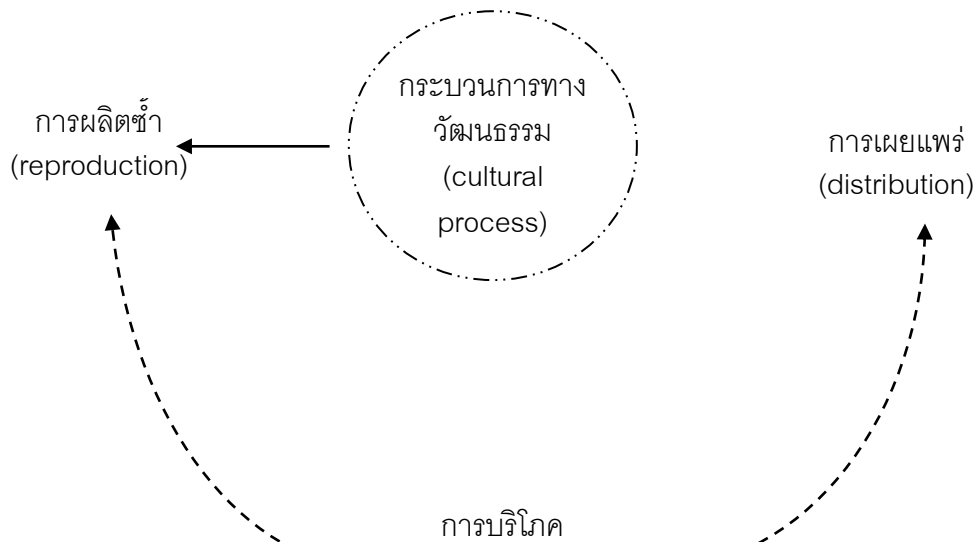 การผลิตซ้ำ
(reproduction)
กระบวนการทาง
วัฒนธรรม
(cultural
process)
การเผยแพร่
(distribution)
การบริโภค